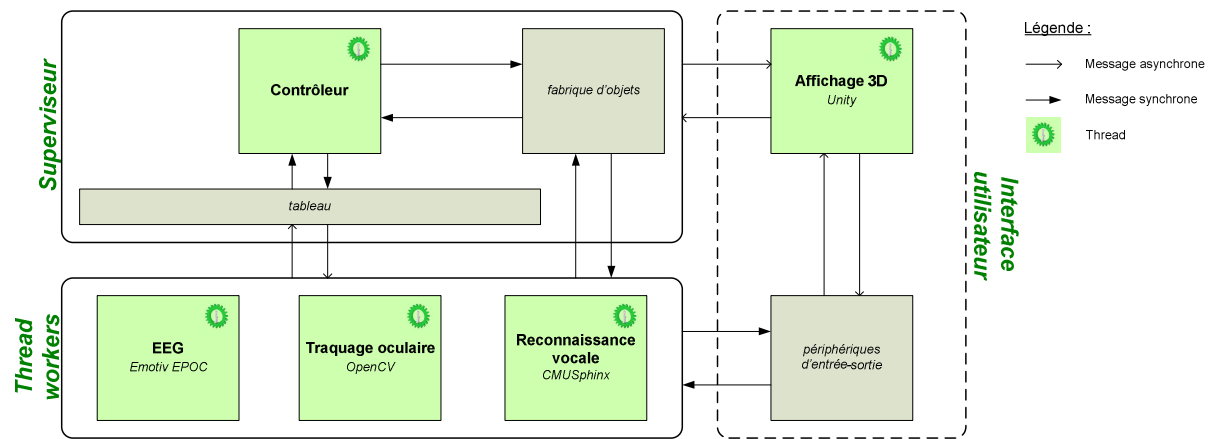 Superviseur
Contrôleur
fabrique d'objets
tableau
Affichage 3D
Unity
Légende :
Message asynchrone
Message synchrone
Thread
Interface
utilisateur
Thread
workers
EEG
Emotiv EPOC
Traquage oculaire
OpenCV
Reconnaissance
vocale
CMUSphinx
périphériques
d'entrée-sortie